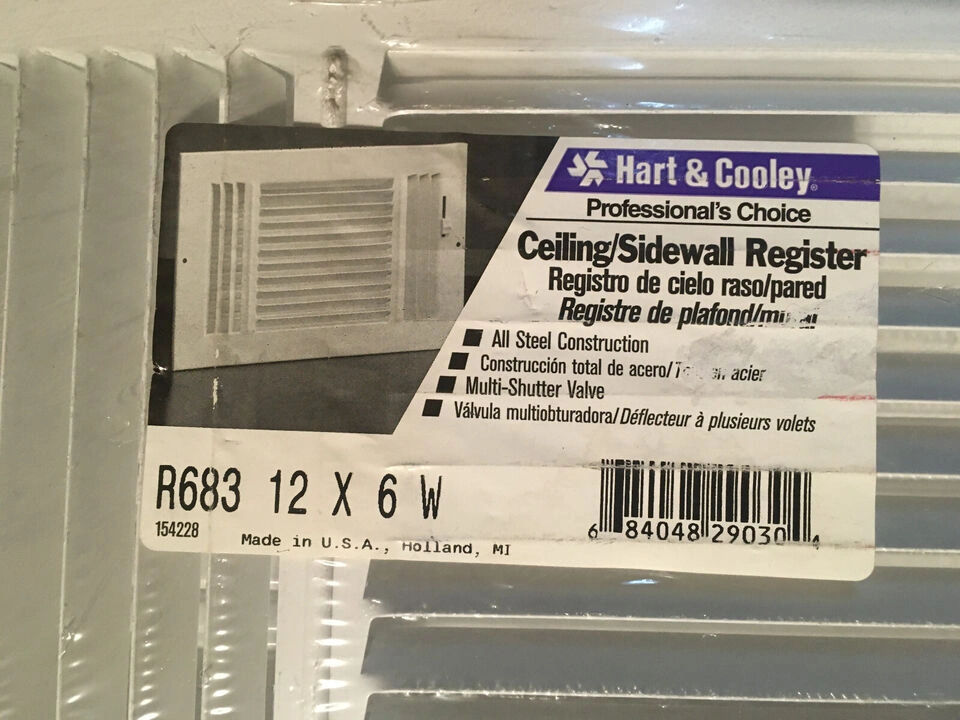 Hart & Cooley®
Professional's Choice
Ceiling/Sidewall Register
Registro de cielo raso/pared
Registre de plafond/
■ All Steel Construction
■ Construcción total de acero/ acier
■ Multi-Shutter Valve
■ Válvula multiobturadora/Déflecteur à plusieurs volets
R683 12 X 6 W
154228
Made in U.S.A., Holland, MI
6 84048 29030 4